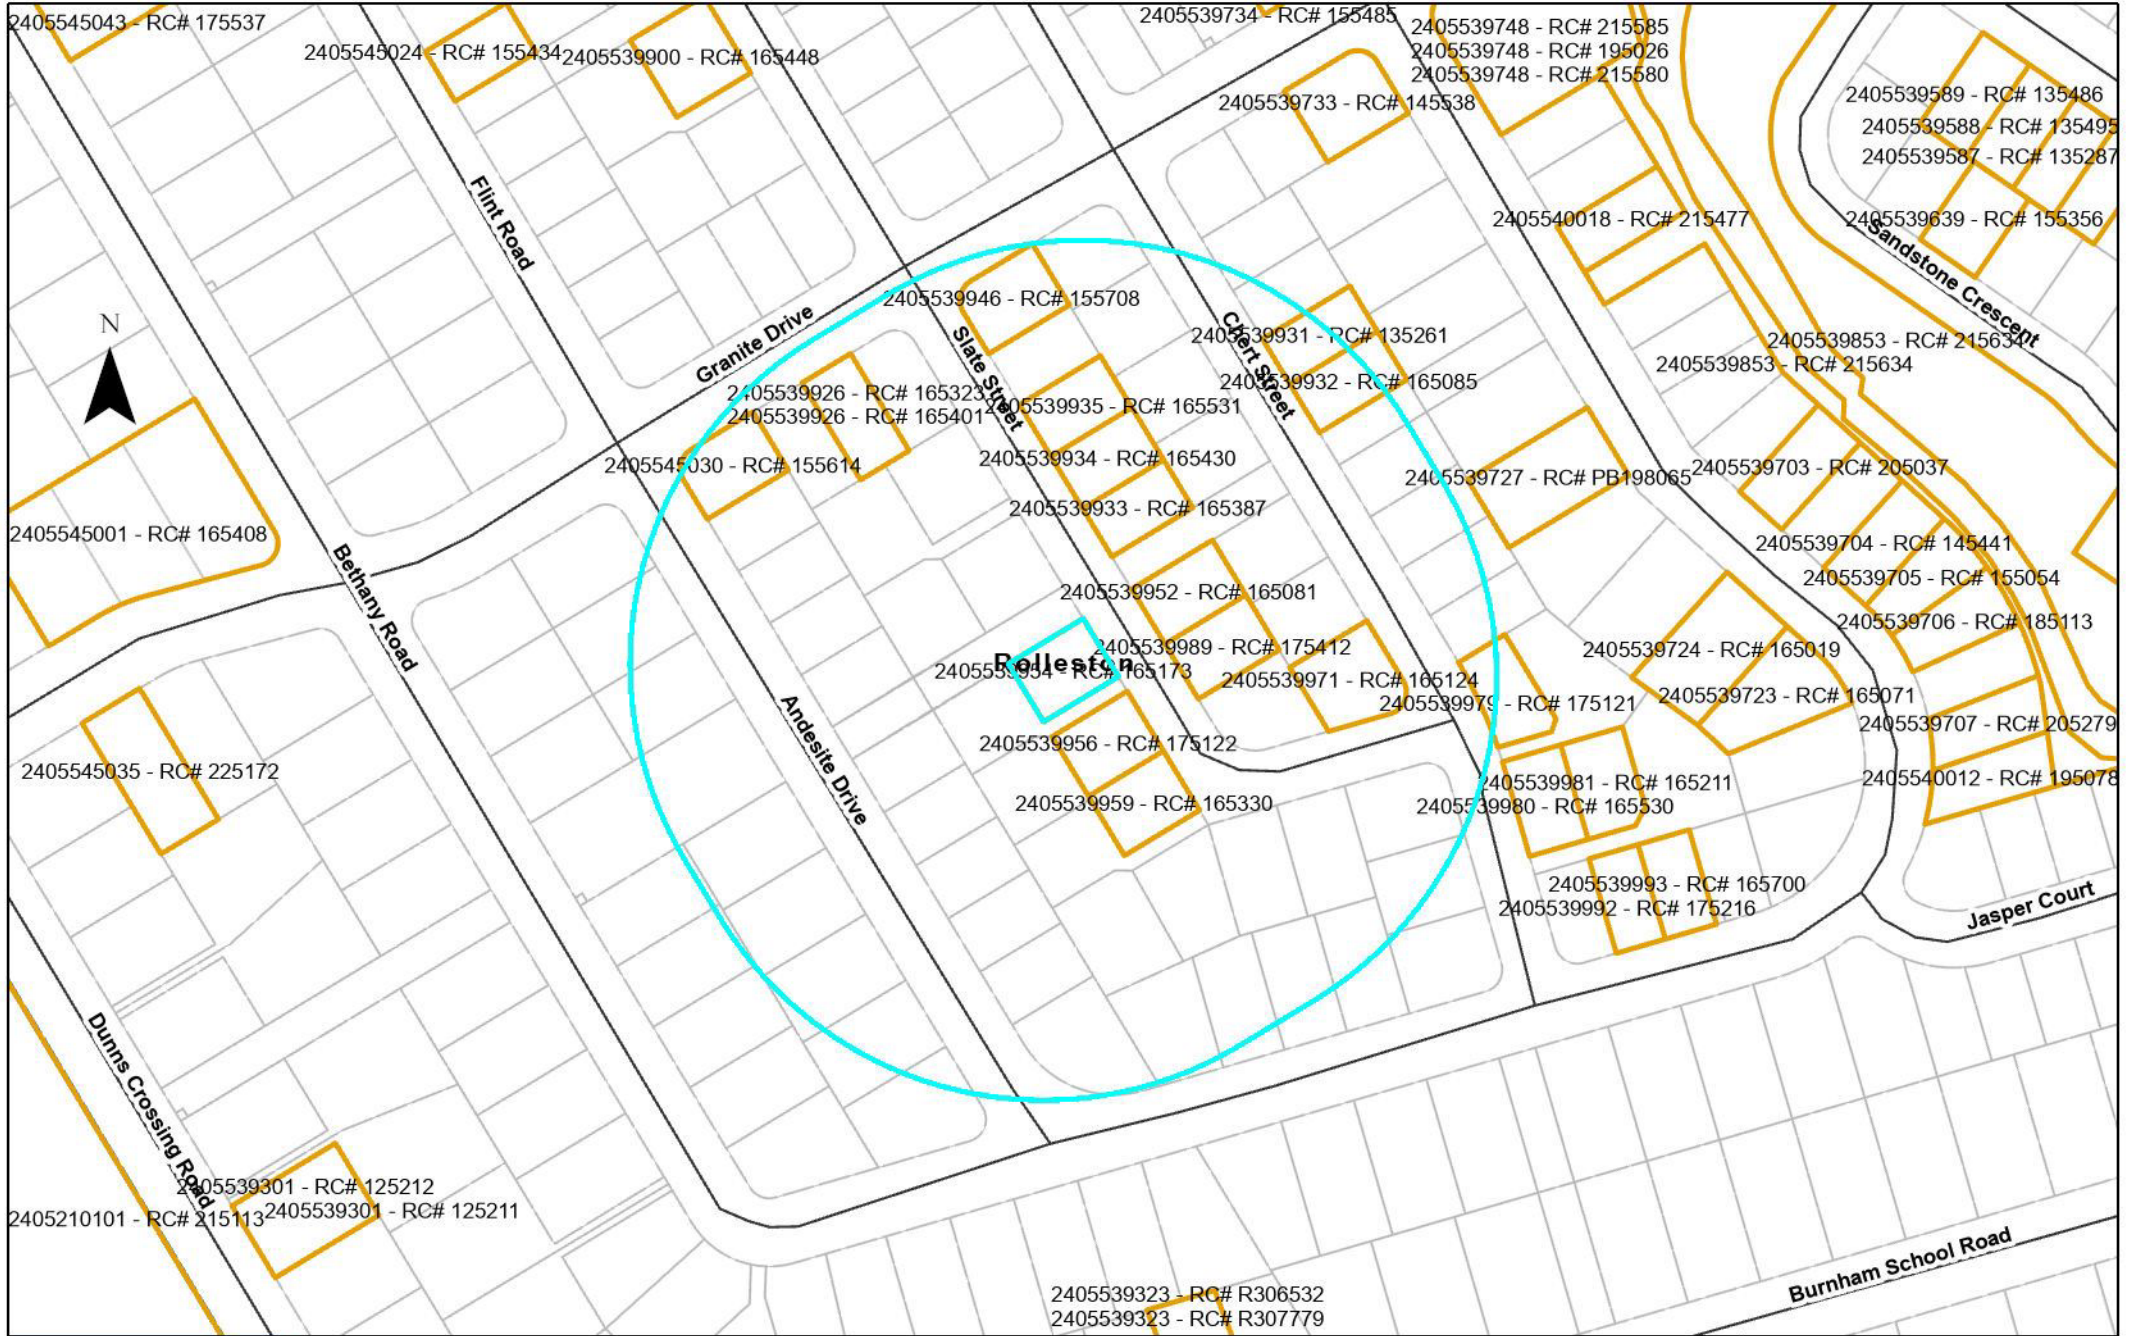 2405545043 - RC# 175537
2405545024 - RC# 155434
2405539900 - RC# 165448
2405539734 - RC# 155485
2405539748 - RC# 215585
2405539748 - RC# 195026
2405539748 - RC# 215580
2405539733 - RC# 145538
2405539589 - RC# 135486
2405539588 - RC# 135495
2405539587 - RC# 135287
2405540018 - RC# 215477
2405539639 - RC# 155356
Flint Road
Sandstone Crescent
N
2405539946 - RC# 155708
Granite Drive
Slate Street
Chert Street
2405539931 - RC# 135261
2405539853 - RC# 215634
2405539853 - RC# 215634
2405539932 - RC# 165085
2405539926 - RC# 165323
2405539926 - RC# 165401
2405539935 - RC# 165531
2405545030 - RC# 155614
2405539934 - RC# 165430
2405539727 - RC# PB198065
2405539703 - RC# 205037
2405539933 - RC# 165387
2405545001 - RC# 165408
2405539704 - RC# 145441
Bethany Road
2405539705 - RC# 155054
2405539952 - RC# 165081
2405539706 - RC# 185113
2405539989 - RC# 175412
2405539724 - RC# 165019
Rolleston
2405539954 - RC# 165173
2405539971 - RC# 165124
2405539979 - RC# 175121
2405539723 - RC# 165071
2405539707 - RC# 205279
Andesite Drive
2405539956 - RC# 175122
2405545035 - RC# 225172
2405539981 - RC# 165211
2405540012 - RC# 195078
2405539959 - RC# 165330
2405539980 - RC# 165530
2405539993 - RC# 165700
2405539992 - RC# 175216
Jasper Court
Dunns Crossing Road
2405539301 - RC# 125212
2405539301 - RC# 125211
2405210101 - RC# 215113
Burnham School Road
2405539323 - RC# R306532
2405539323 - RC# R307779